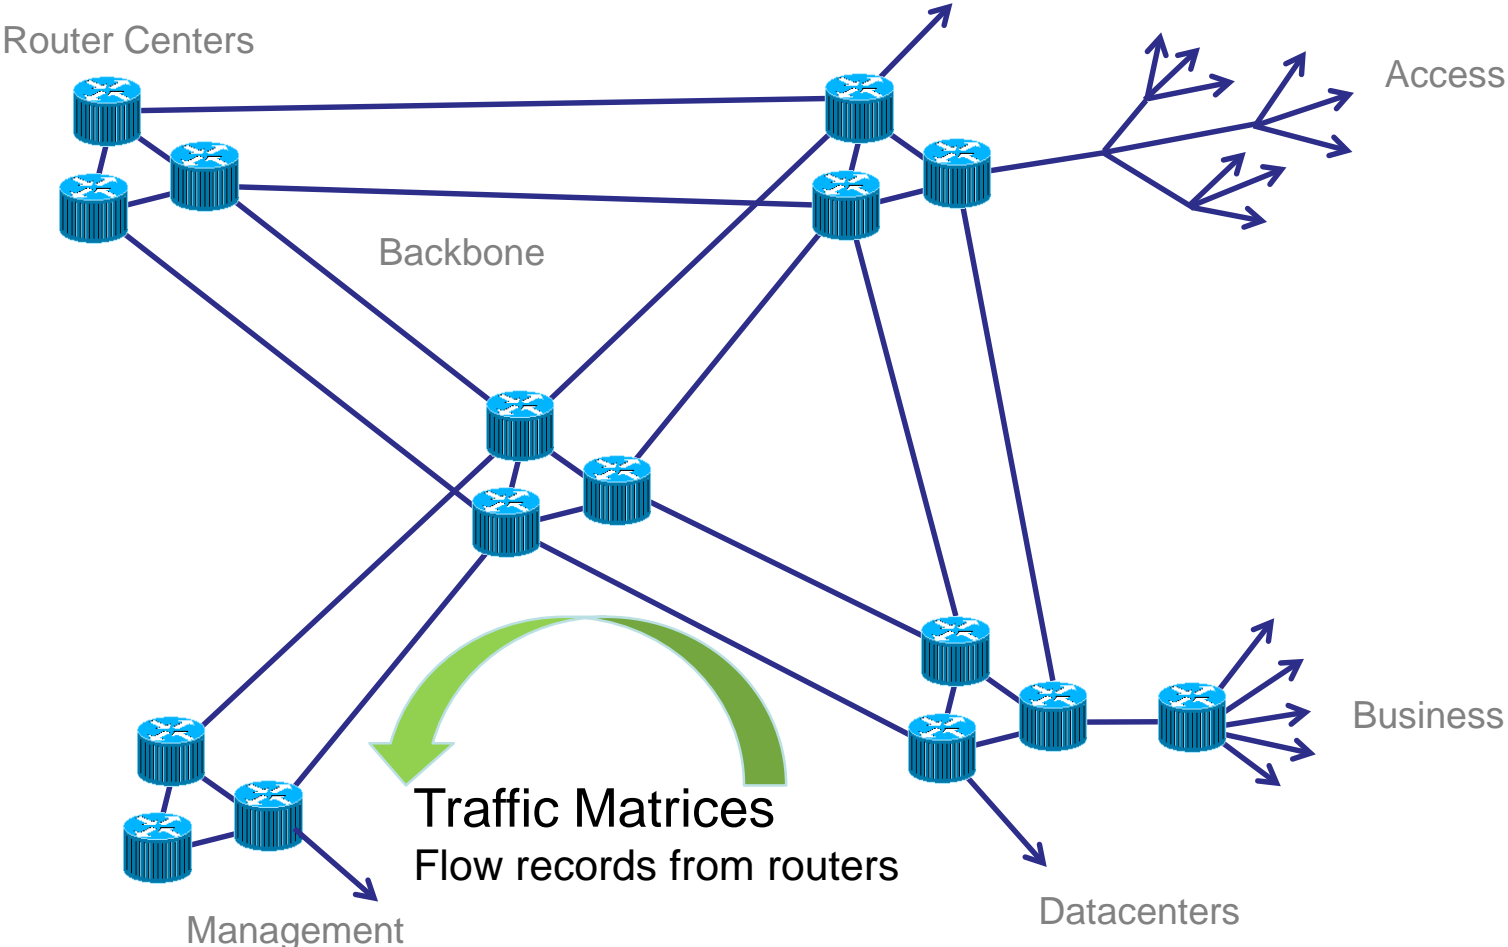 Router Centers
Access
Backbone
Business
Traffic Matrices
Flow records from routers
Datacenters
Management